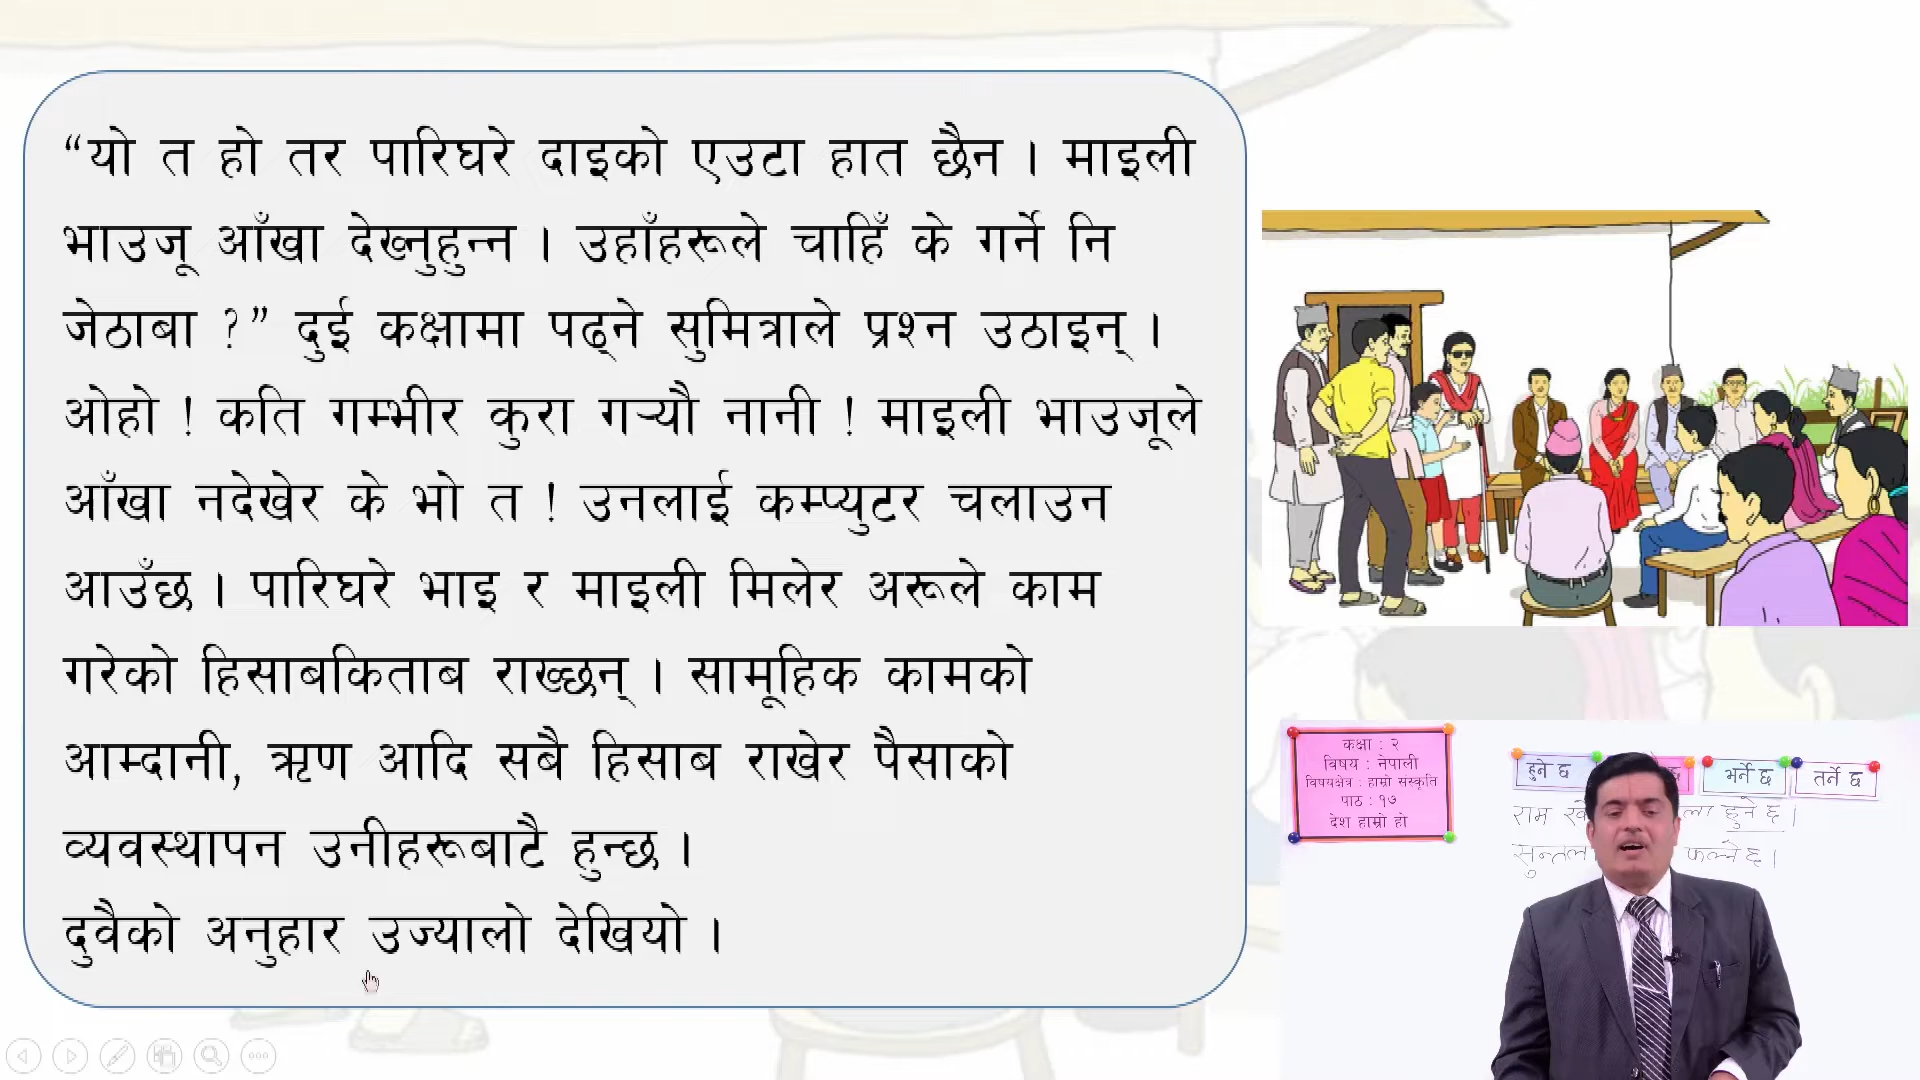 “यो त हो तर पारिघरे दाइको एउटा हात छैन । माइली
भाउजू आँखा देख्नुहुन्न । उहाँहरूले चाहिँ के गर्ने नि
जेठाबा ?” दुई कक्षामा पढ्ने सुमित्राले प्रश्न उठाइन् ।
ओहो ! कति गम्भीर कुरा गऱ्यौ नानी ! माइली भाउजूले
आँखा नदेखेर के भो त ! उनलाई कम्प्युटर चलाउन
आउँछ । पारिघरे भाइ र माइली मिलेर अरूले काम
गरेको हिसाबकिताब राख्छन् । सामूहिक कामको
आम्दानी, ऋण आदि सबै हिसाब राखेर पैसाको
व्यवस्थापन उनीहरूबाटै हुन्छ ।
दुवैको अनुहार उज्यालो देखियो ।
कक्षा : २
विषय : नेपाली
विषयक्षेत्र : हाम्रो संस्कृति
पाठ : १७
देश हाम्रो हो
हुने छ
भर्ने छ
तर्ने छ
राम हुने छ ।
फल्ने छ ।